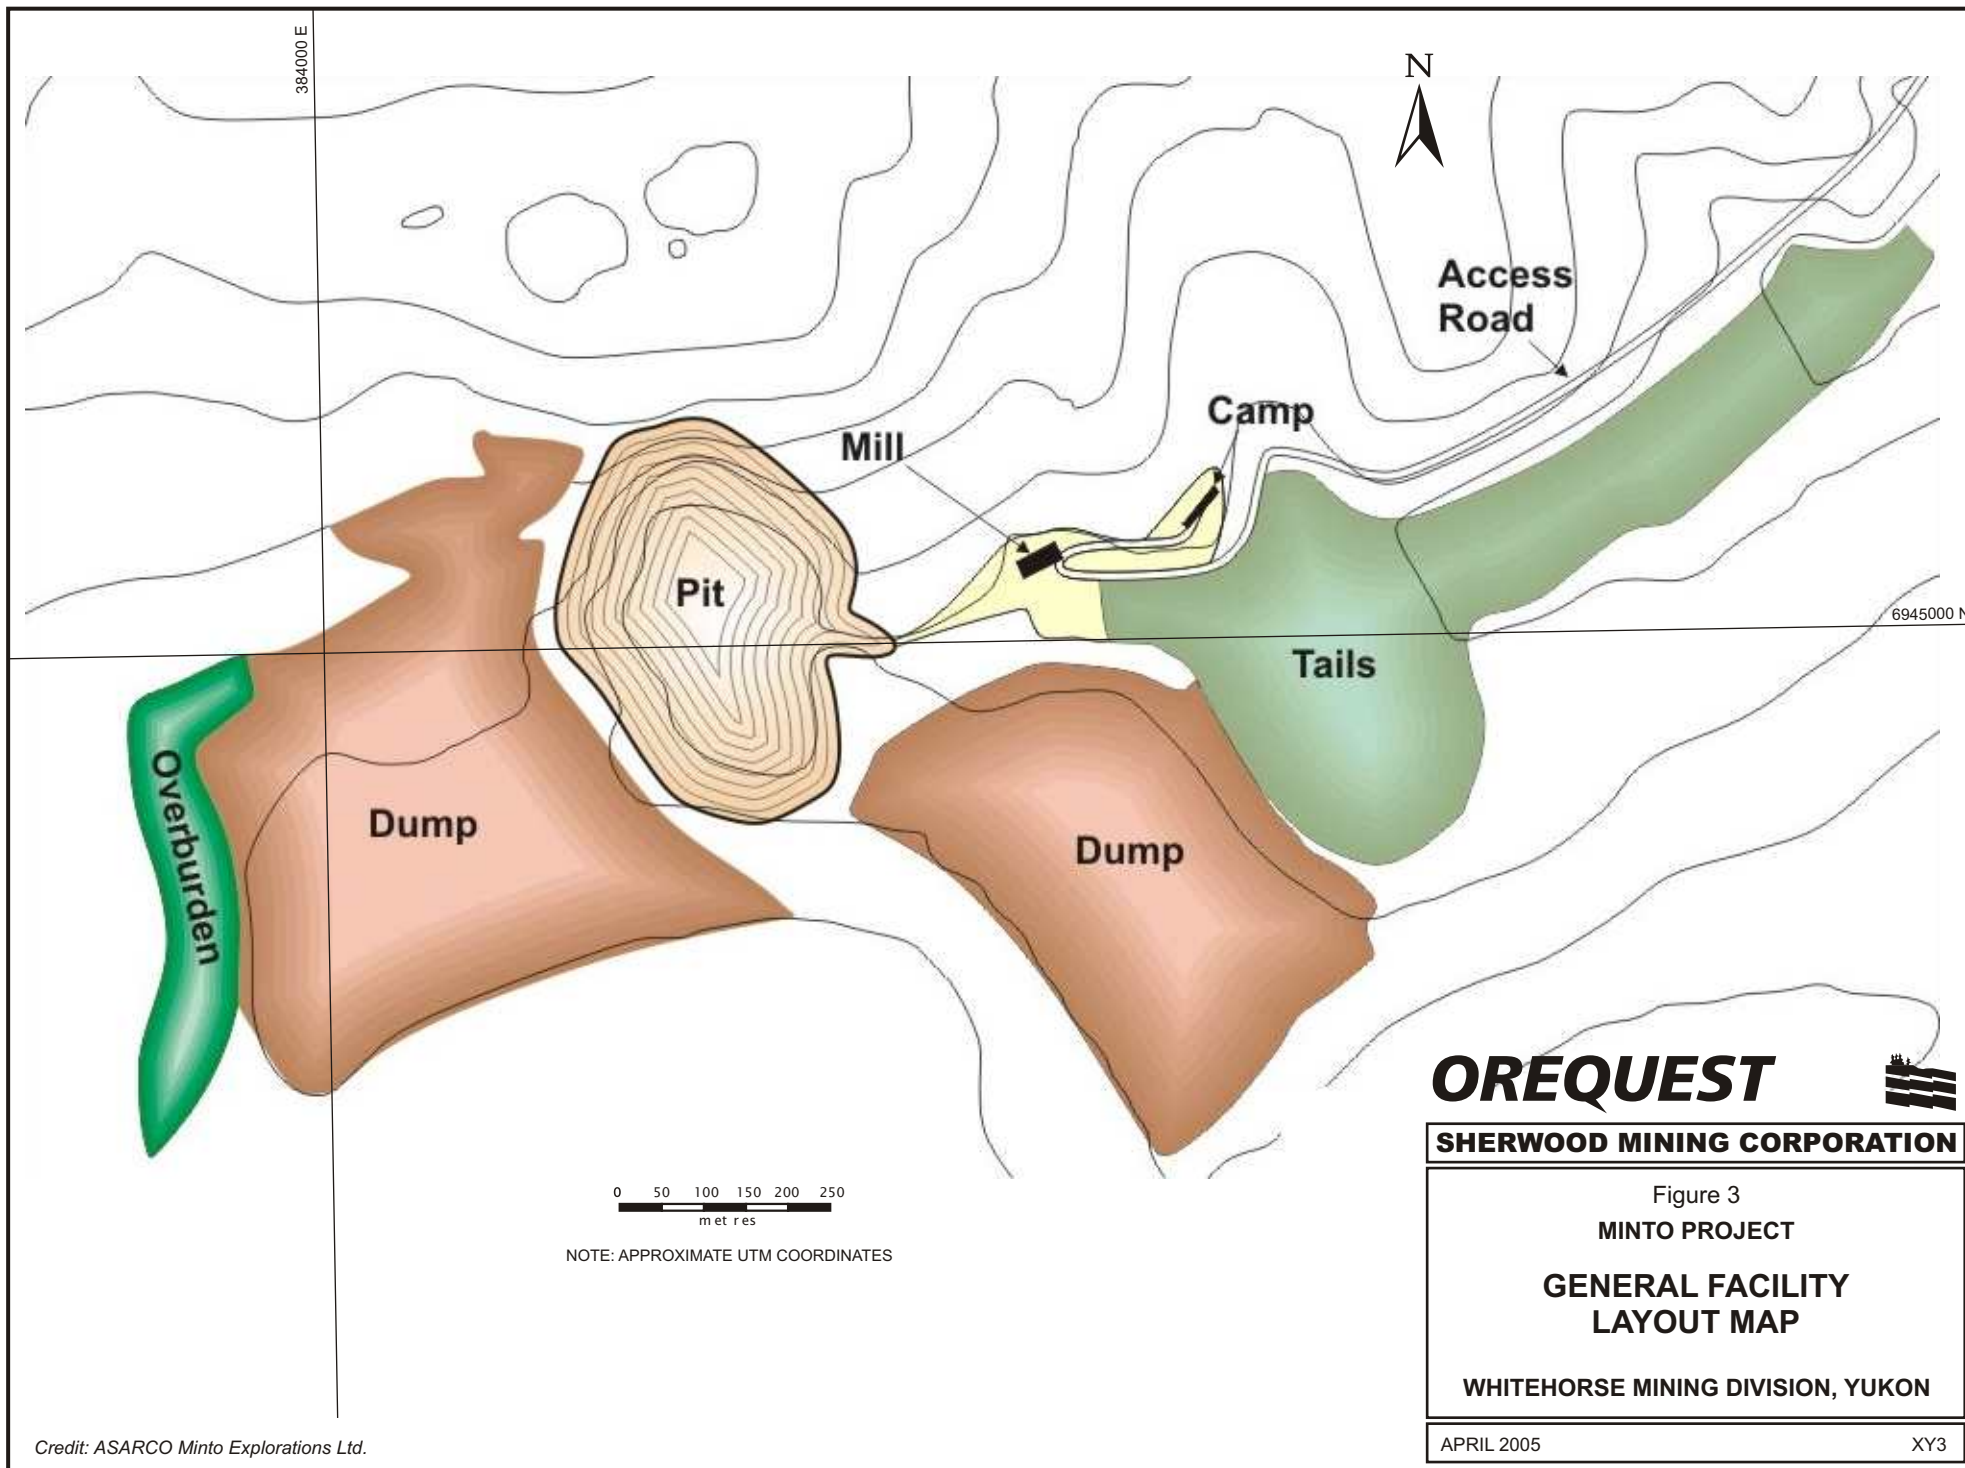 384000 E
N
Access
Road
Camp
Mill
Pit
6945000 N
Tails
Overburden
Dump
Dump
0 50 100 150 200 250
metres
NOTE: APPROXIMATE UTM COORDINATES
OREQUEST
SHERWOOD MINING CORPORATION
Figure 3
MINTO PROJECT
GENERAL FACILITY
LAYOUT MAP
WHITEHORSE MINING DIVISION, YUKON
APRIL 2005 XY3
Credit: ASARCO Minto Explorations Ltd.